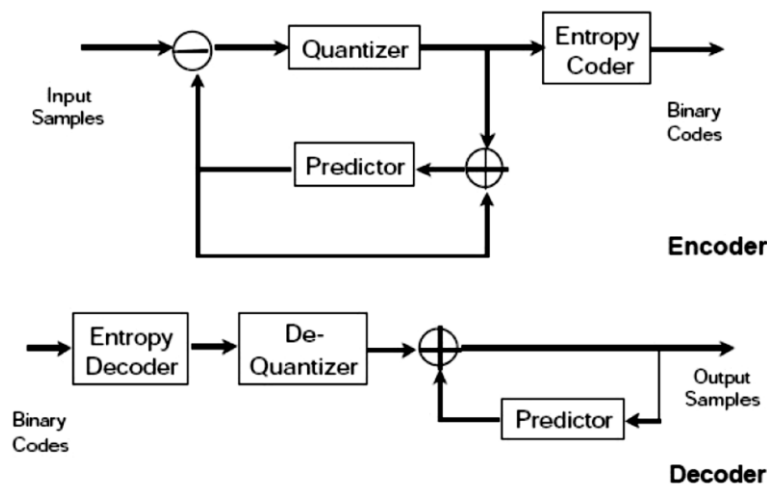 Input
Samples
Quantizer
Entropy
Coder
Binary
Codes
Predictor
Encoder
Entropy
Decoder
De-
Quantizer
Binary
Codes
Predictor
Output
Samples
Decoder